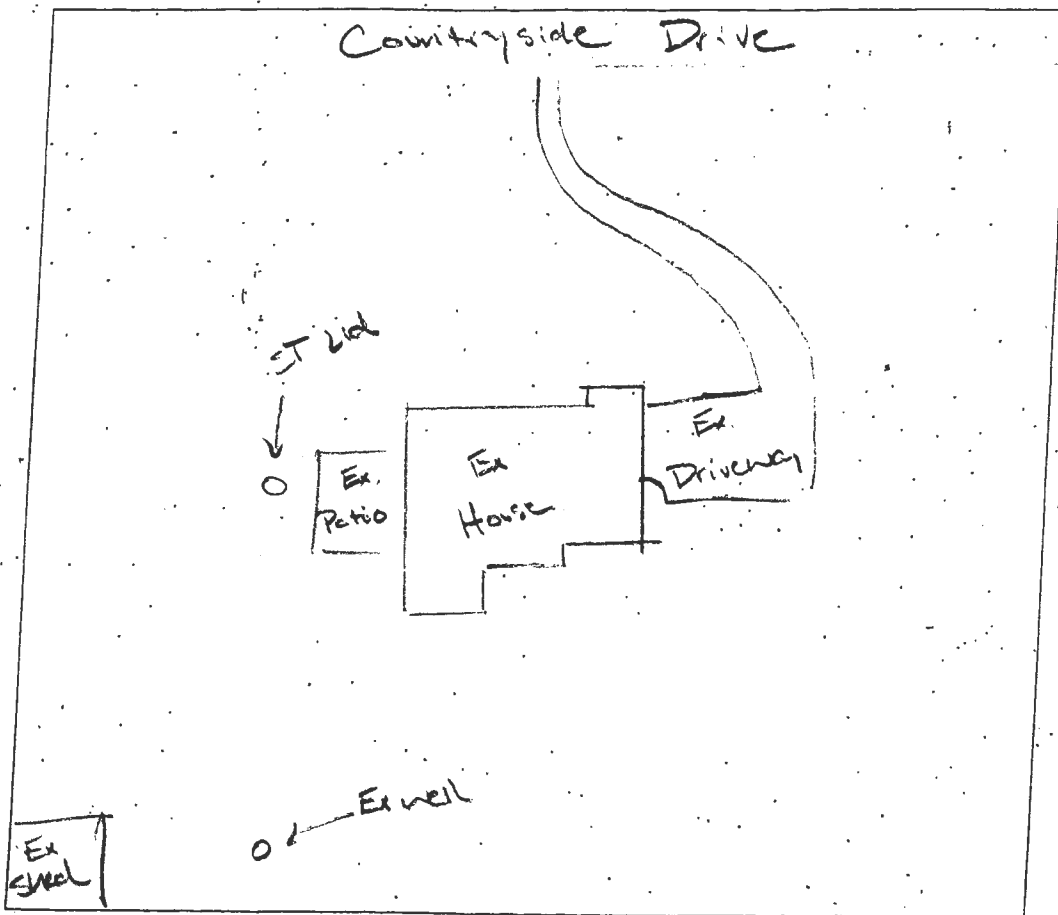 Countryside Drive
ST Lid
Ex.
Driveway
Ex.
Patio
Ex
House
Ex well
Ex
Shed